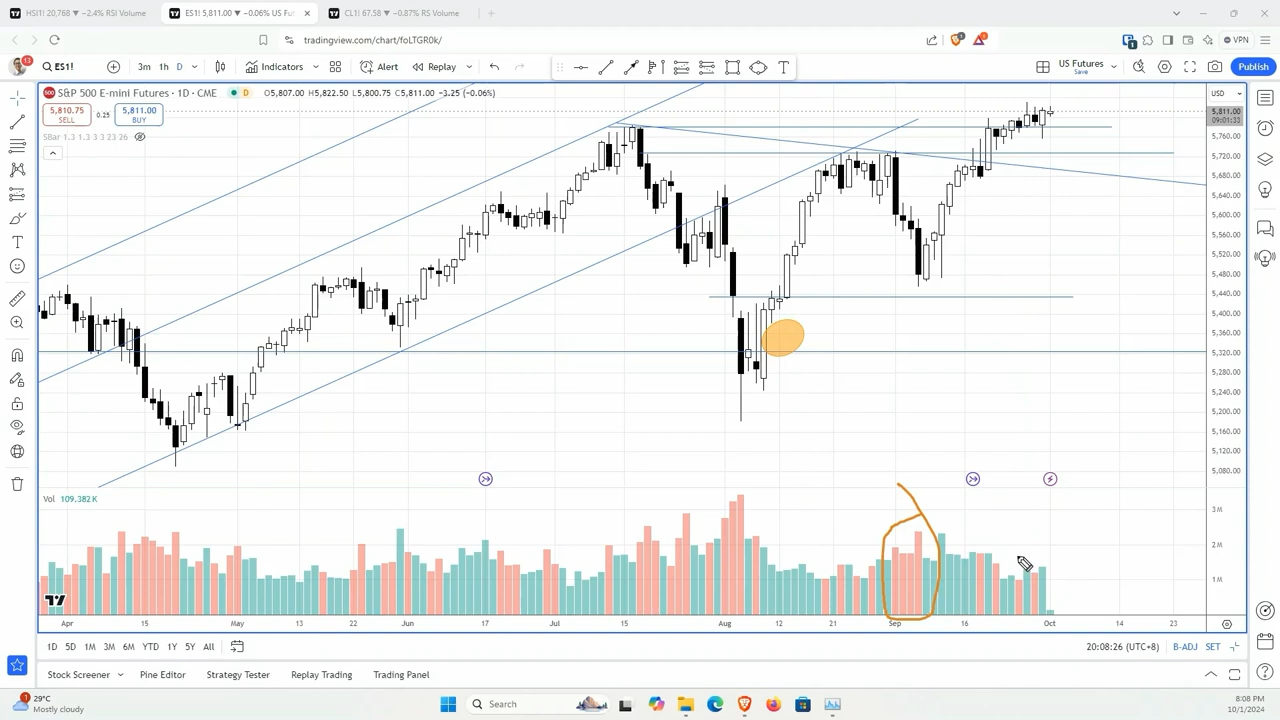 HSI1! 20,768 ▼ −2.4% RSI Volume
ES1! 5,811.00 ▼ −0.06% US Fut
CL1! 67.58 ▼ −0.87% RS Volume
tradingview.com/chart/foLTGR0k/
VPN
13
ES1!
3m 1h D
Indicators
Alert
Replay
US Futures
Save
Publish
S&P 500 E-mini Futures · 1D · CME
D
O5,807.00 H5,822.50 L5,800.75 C5,811.00 −3.25 (−0.06%)
USD
5,810.75
SELL
0.25
5,811.00
BUY
SBar 1.3 1.3 3 3 23 26
5,811.00
09:01:33
5,760.00
5,720.00
5,680.00
5,640.00
5,600.00
5,560.00
5,520.00
5,480.00
5,440.00
5,400.00
5,360.00
5,320.00
5,280.00
5,240.00
5,200.00
5,160.00
5,120.00
5,080.00
Vol 109.382 K
3 M
2 M
1 M
Apr 15 May 13 22 Jun 17 Jul 15 Aug 12 21 Sep 16 Oct 14 23
1D 5D 1M 3M 6M YTD 1Y 5Y All
20:08:26 (UTC+8)
B-ADJ SET
Stock Screener
Pine Editor
Strategy Tester
Replay Trading
Trading Panel
29°C
Mostly cloudy
Search
8:08 PM
10/1/2024